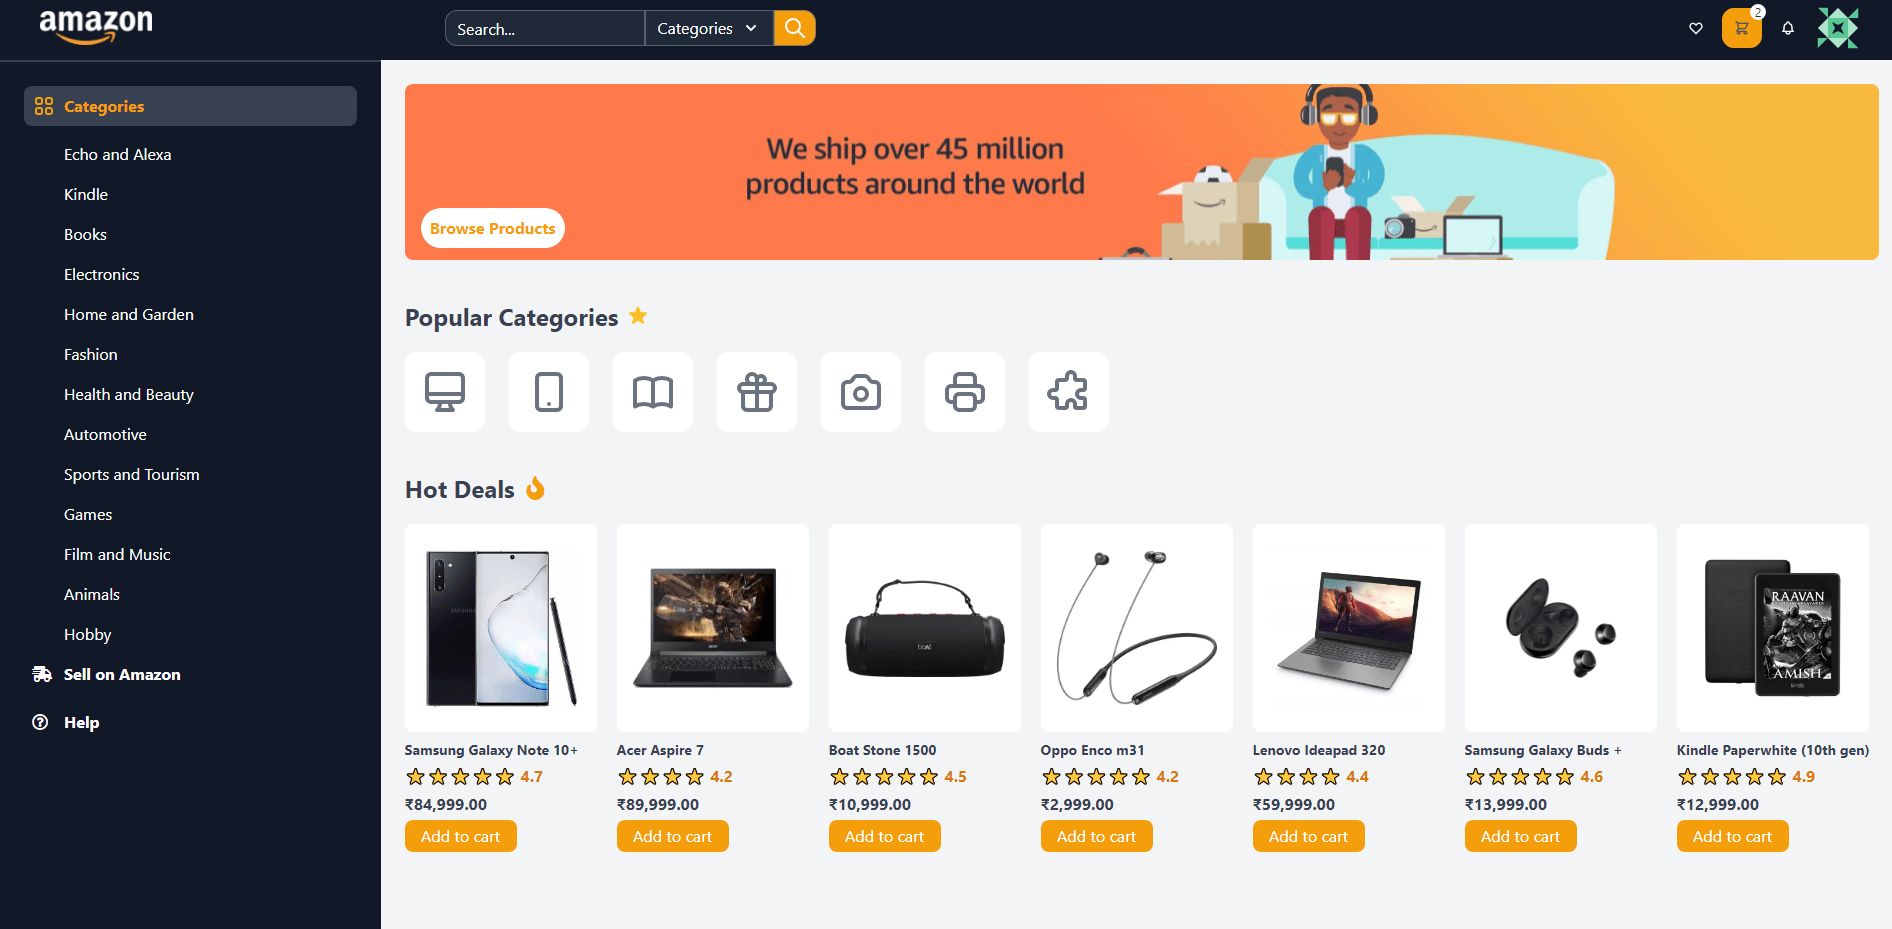 amazon
Search...
Categories
2
Categories
Echo and Alexa
Kindle
Books
Electronics
Home and Garden
Fashion
Health and Beauty
Automotive
Sports and Tourism
Games
Film and Music
Animals
Hobby
Sell on Amazon
Help
We ship over 45 million
products around the world
Browse Products
Popular Categories
Hot Deals
SAMSUNG
acer
boAt
RAAVAN
AMISH
kindle
Samsung Galaxy Note 10+
4.7
₹84,999.00
Add to cart
Acer Aspire 7
4.2
₹89,999.00
Add to cart
Boat Stone 1500
4.5
₹10,999.00
Add to cart
Oppo Enco m31
4.2
₹2,999.00
Add to cart
Lenovo Ideapad 320
4.4
₹59,999.00
Add to cart
Samsung Galaxy Buds +
4.6
₹13,999.00
Add to cart
Kindle Paperwhite (10th gen)
4.9
₹12,999.00
Add to cart